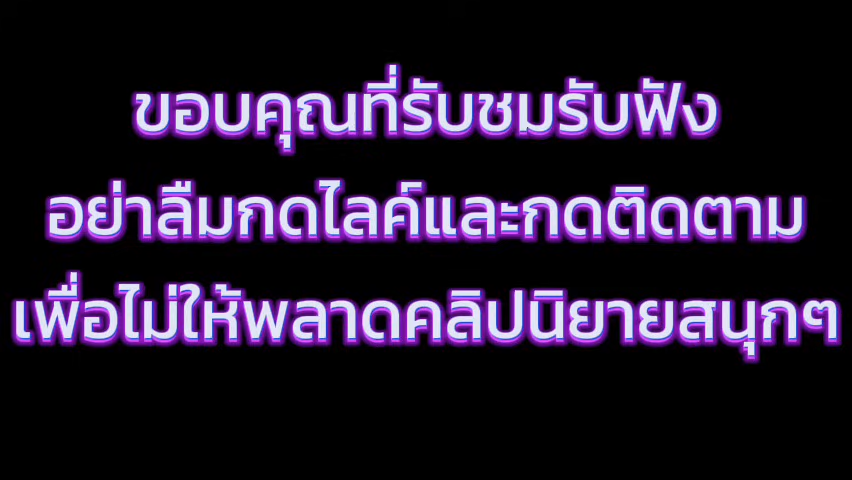 ขอบคุณที่รับชมรับฟัง
อย่าลืมกดไลค์และกดติดตาม
เพื่อไม่ให้พลาดคลิปนิยายสนุกๆ